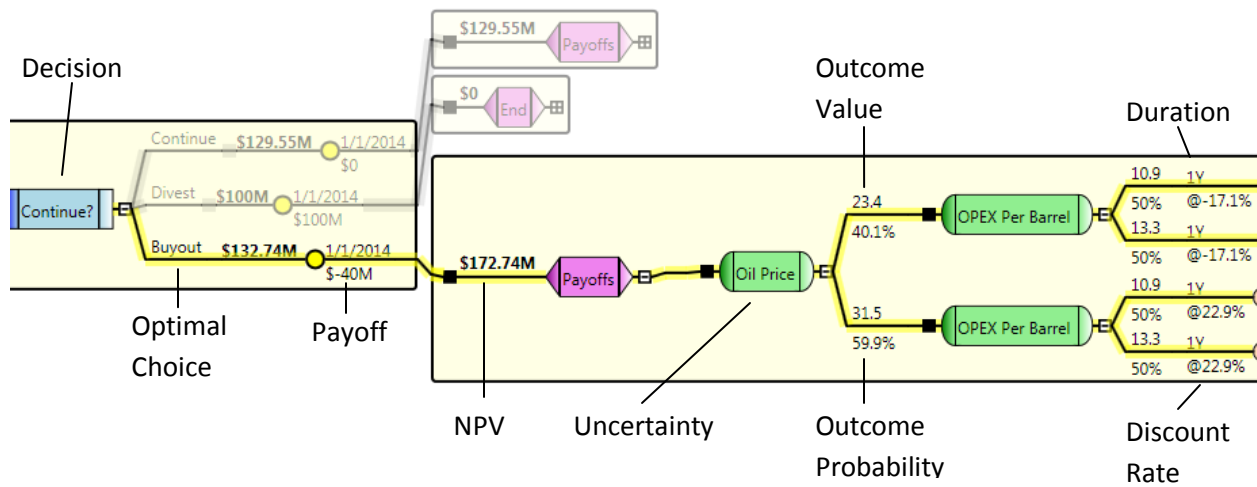 $129.55M
Payoffs
Decision
Outcome
Value
Duration
$0
End
Continue
$129.55M
1/1/2014
$0
Continue?
Divest
$100M
1/1/2014
$100M
Buyout
$132.74M
1/1/2014
$-40M
$172.74M
Payoffs
Oil Price
23.4
40.1%
OPEX Per Barrel
10.9
1Y
50%
@-17.1%
13.3
1Y
50%
@-17.1%
31.5
59.9%
OPEX Per Barrel
10.9
1Y
50%
@22.9%
13.3
1Y
50%
@22.9%
Optimal
Choice
Payoff
NPV
Uncertainty
Outcome
Probability
Discount
Rate